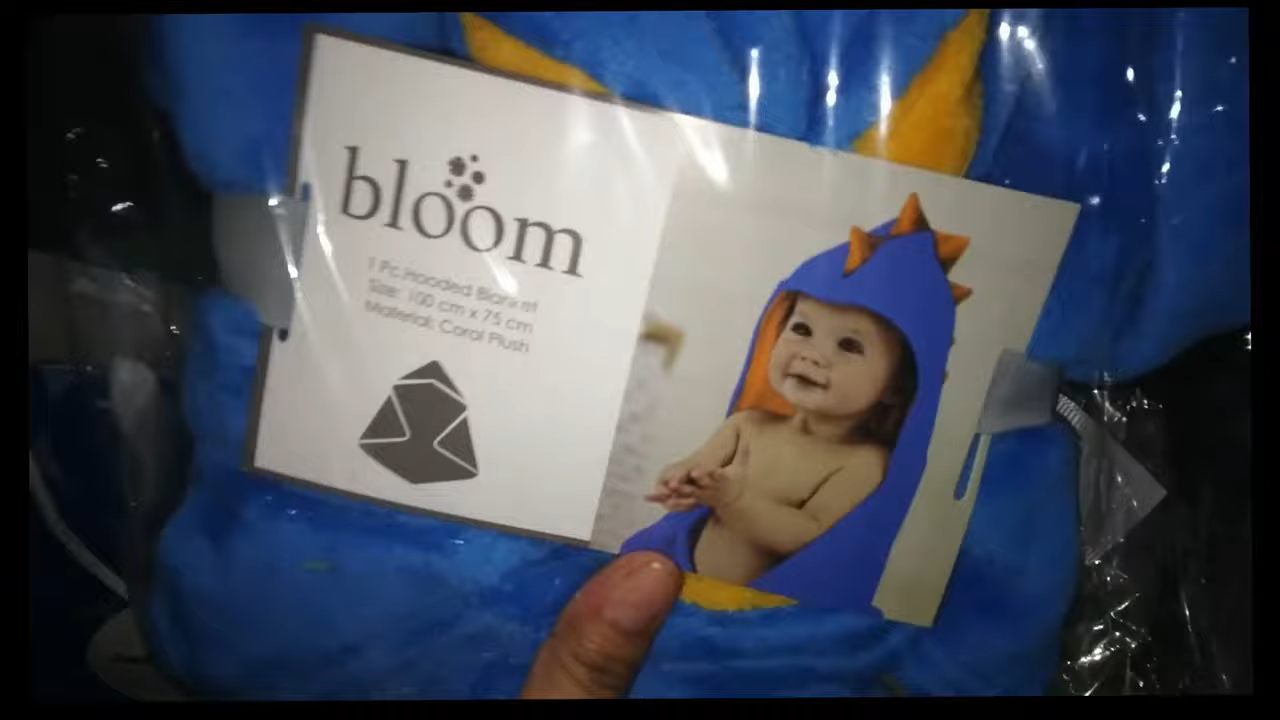 bloom
1 Pc Hooded Blanket
Size: 100 cm x 75 cm
Material: Coral Plush